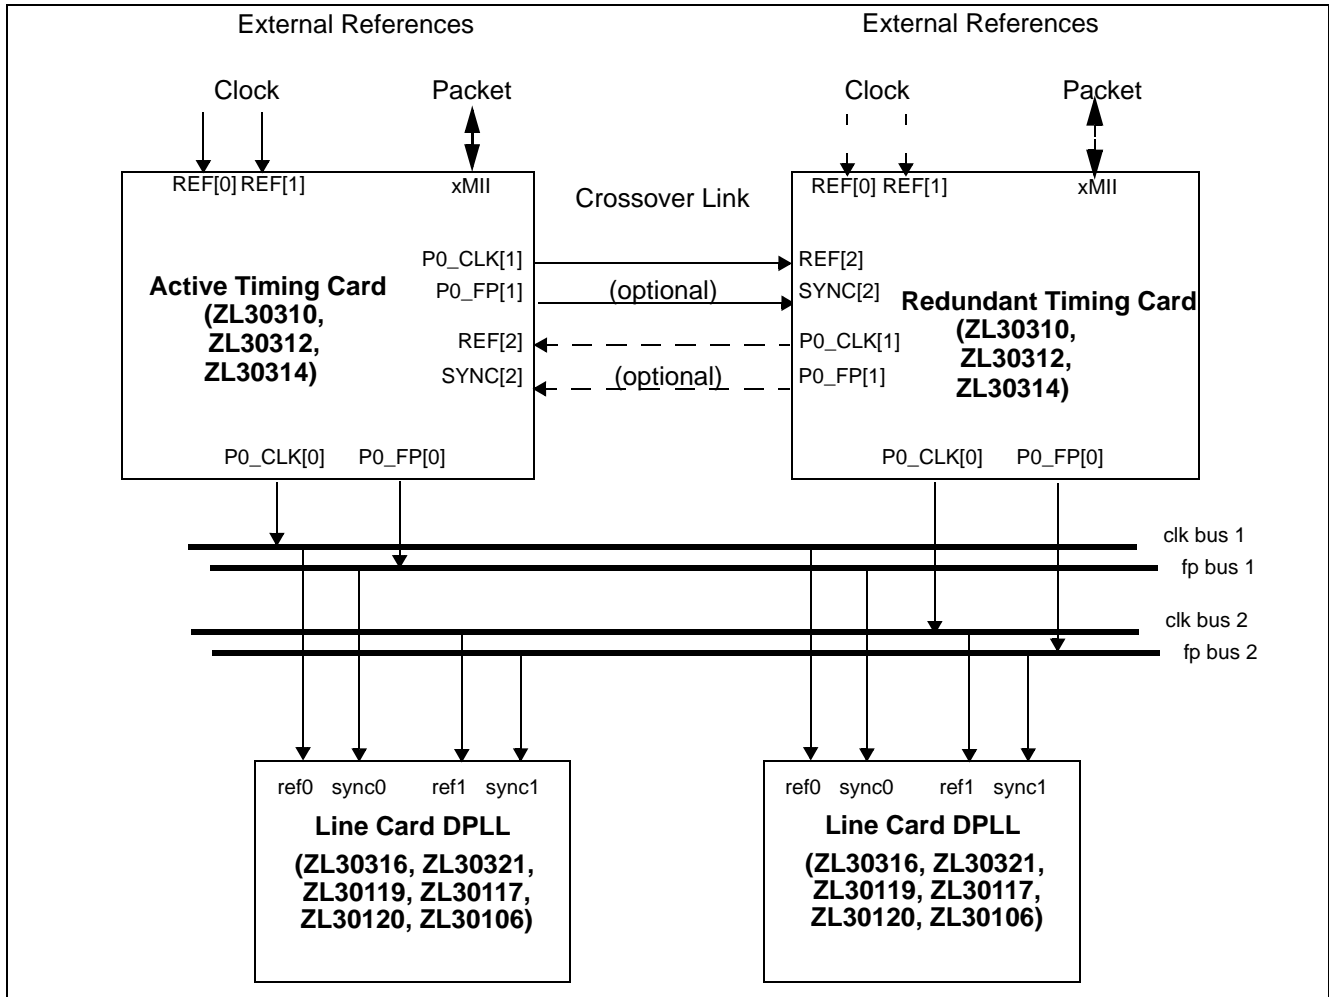 External References
External References
Clock
Packet
Clock
Packet
REF[0] REF[1]
xMII
REF[0] REF[1]
xMII
Crossover Link
P0_CLK[1]
REF[2]
P0_FP[1]
(optional)
SYNC[2]
Active Timing Card
(ZL30310,
ZL30312,
ZL30314)
Redundant Timing Card
(ZL30310,
ZL30312,
ZL30314)
REF[2]
P0_CLK[1]
SYNC[2]
(optional)
P0_FP[1]
P0_CLK[0] P0_FP[0]
P0_CLK[0] P0_FP[0]
clk bus 1
fp bus 1
clk bus 2
fp bus 2
ref0 sync0 ref1 sync1
Line Card DPLL
(ZL30316, ZL30321,
ZL30119, ZL30117,
ZL30120, ZL30106)
ref0 sync0 ref1 sync1
Line Card DPLL
(ZL30316, ZL30321,
ZL30119, ZL30117,
ZL30120, ZL30106)